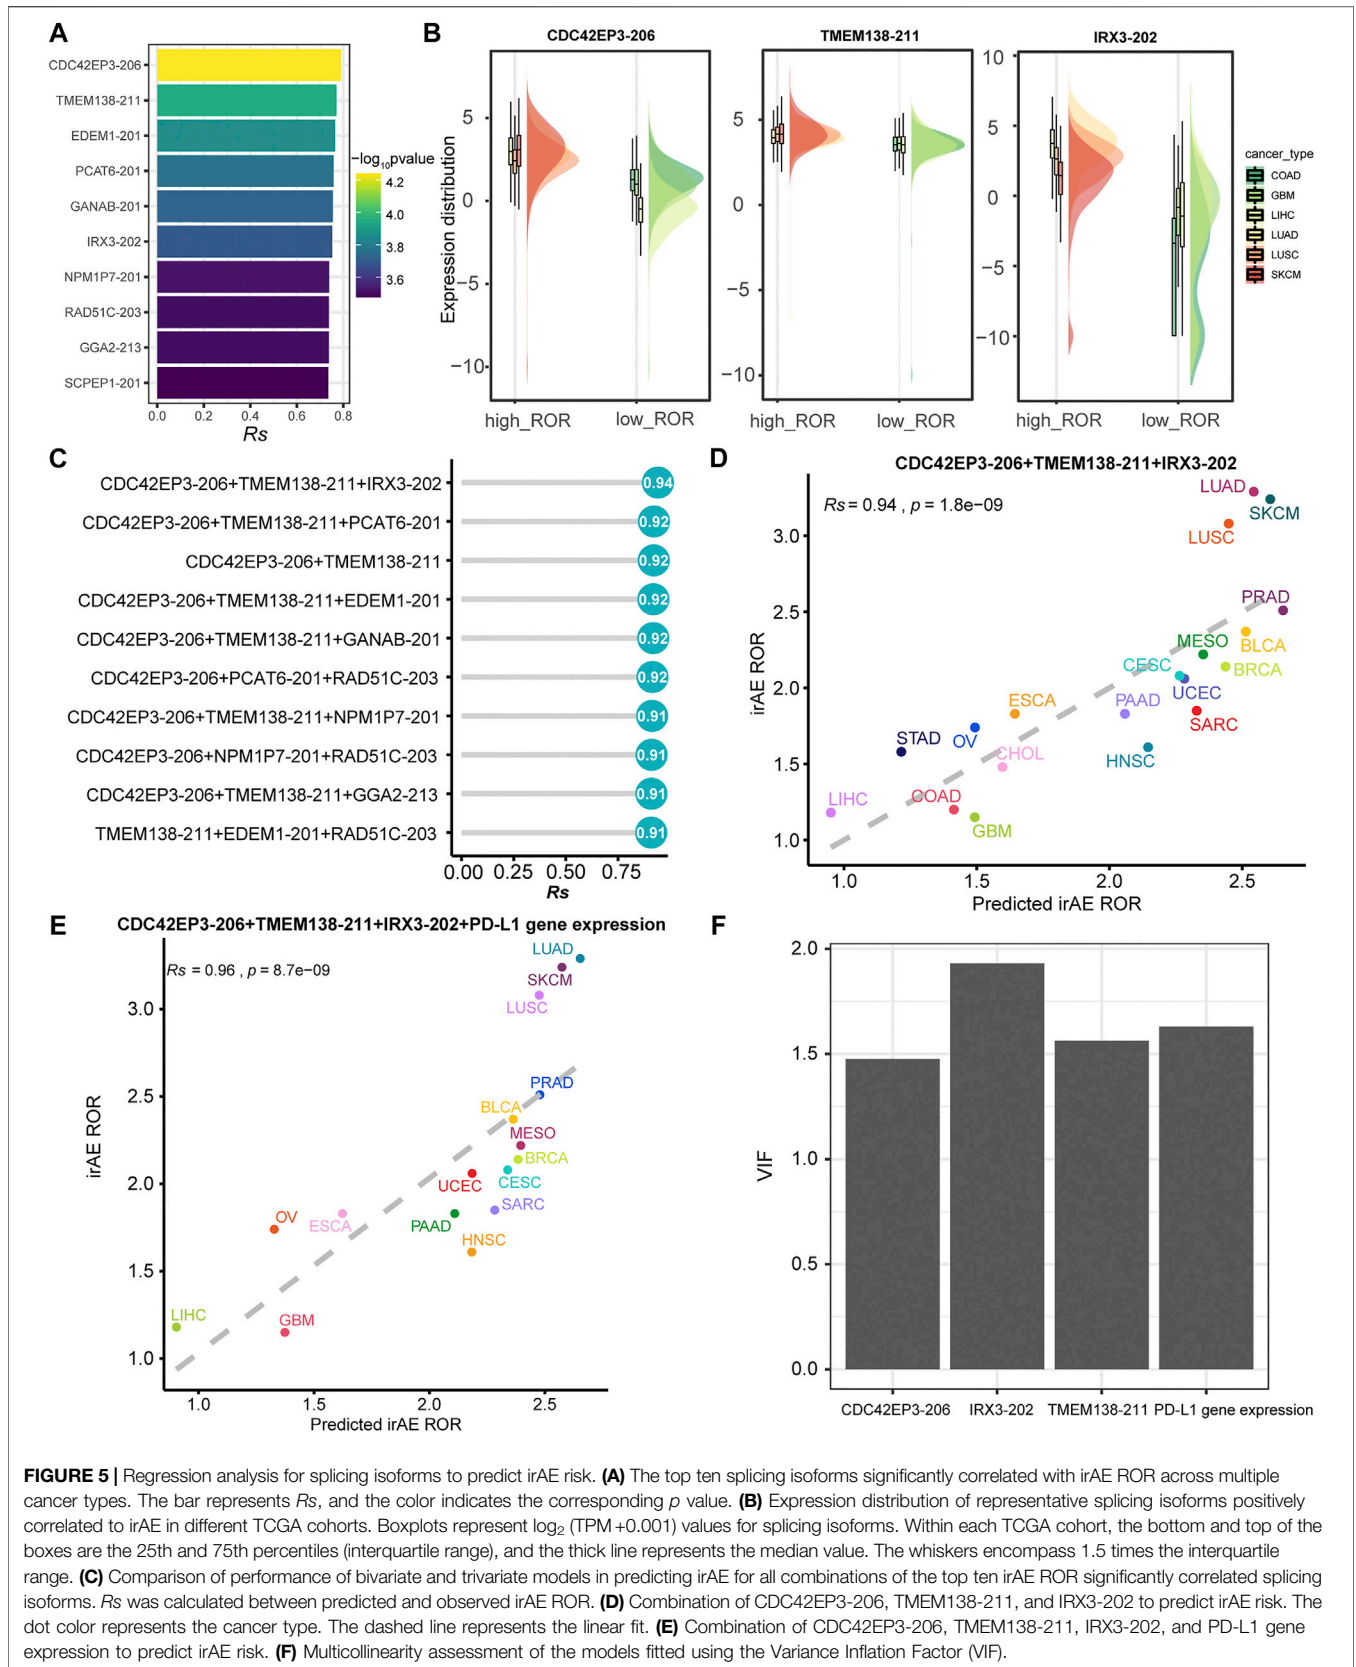 A
CDC42EP3-206
TMEM138-211
EDEM1-201
PCAT6-201
GANAB-201
IRX3-202
NPM1P7-201
RAD51C-203
GGA2-213
SCPEP1-201
0.0 0.2 0.4 0.6 0.8
Rs
−log10pvalue
4.2
4.0
3.8
3.6
B
CDC42EP3-206
TMEM138-211
IRX3-202
Expression distribution
5
0
−5
−10
high_ROR low_ROR
5
0
−5
−10
high_ROR low_ROR
10
5
0
−5
−10
high_ROR low_ROR
cancer_type
COAD
GBM
LIHC
LUAD
LUSC
SKCM
C
CDC42EP3-206+TMEM138-211+IRX3-202 0.94
CDC42EP3-206+TMEM138-211+PCAT6-201 0.92
CDC42EP3-206+TMEM138-211 0.92
CDC42EP3-206+TMEM138-211+EDEM1-201 0.92
CDC42EP3-206+TMEM138-211+GANAB-201 0.92
CDC42EP3-206+PCAT6-201+RAD51C-203 0.92
CDC42EP3-206+TMEM138-211+NPM1P7-201 0.91
CDC42EP3-206+NPM1P7-201+RAD51C-203 0.91
CDC42EP3-206+TMEM138-211+GGA2-213 0.91
TMEM138-211+EDEM1-201+RAD51C-203 0.91
0.00 0.25 0.50 0.75
Rs
D
CDC42EP3-206+TMEM138-211+IRX3-202
Rs = 0.94 , p = 1.8e−09
irAE ROR
3.0
2.5
2.0
1.5
1.0
LUAD
SKCM
LUSC
PRAD
MESO
BLCA
CESC
BRCA
UCEC
ESCA
PAAD
SARC
STAD
OV
CHOL
HNSC
LIHC
COAD
GBM
1.0 1.5 2.0 2.5
Predicted irAE ROR
E
CDC42EP3-206+TMEM138-211+IRX3-202+PD-L1 gene expression
Rs = 0.96 , p = 8.7e−09
irAE ROR
3.0
2.5
2.0
1.5
1.0
LUAD
SKCM
LUSC
PRAD
BLCA
MESO
BRCA
CESC
UCEC
SARC
OV
ESCA
PAAD
HNSC
LIHC
GBM
1.0 1.5 2.0 2.5
Predicted irAE ROR
F
VIF
2.0
1.5
1.0
0.5
0.0
CDC42EP3-206 IRX3-202 TMEM138-211 PD-L1 gene expression
FIGURE 5 | Regression analysis for splicing isoforms to predict irAE risk. (A) The top ten splicing isoforms significantly correlated with irAE ROR across multiple
cancer types. The bar represents Rs, and the color indicates the corresponding p value. (B) Expression distribution of representative splicing isoforms positively
correlated to irAE in different TCGA cohorts. Boxplots represent log2 (TPM+0.001) values for splicing isoforms. Within each TCGA cohort, the bottom and top of the
boxes are the 25th and 75th percentiles (interquartile range), and the thick line represents the median value. The whiskers encompass 1.5 times the interquartile
range. (C) Comparison of performance of bivariate and trivariate models in predicting irAE for all combinations of the top ten irAE ROR significantly correlated splicing
isoforms. Rs was calculated between predicted and observed irAE ROR. (D) Combination of CDC42EP3-206, TMEM138-211, and IRX3-202 to predict irAE risk. The
dot color represents the cancer type. The dashed line represents the linear fit. (E) Combination of CDC42EP3-206, TMEM138-211, IRX3-202, and PD-L1 gene
expression to predict irAE risk. (F) Multicollinearity assessment of the models fitted using the Variance Inflation Factor (VIF).